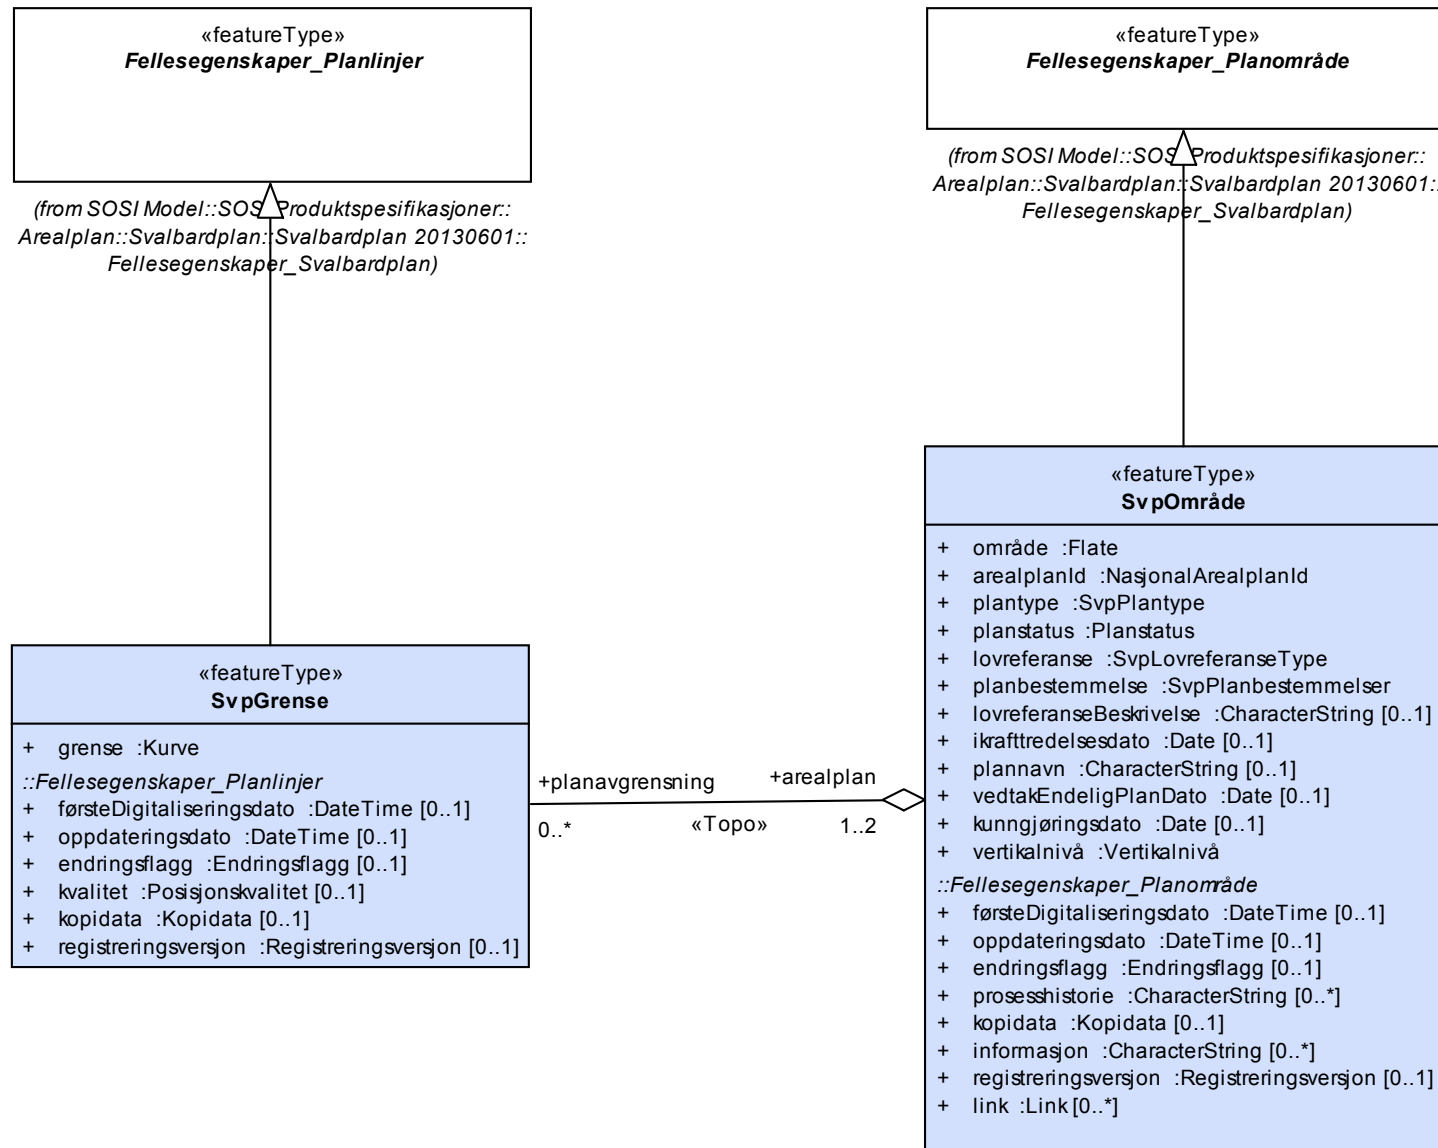 «featureType»
Fellesegenskaper_Planlinjer
(from SOSI Model::SOSI Produktspesifikasjoner::
Arealplan::Svalbardplan::Svalbardplan 20130601::
Fellesegenskaper_Svalbardplan)
«featureType»
Fellesegenskaper_Planområde
(from SOSI Model::SOSI Produktspesifikasjoner::
Arealplan::Svalbardplan::Svalbardplan 20130601::
Fellesegenskaper_Svalbardplan)
«featureType»
SvpGrense
+ grense :Kurve
::Fellesegenskaper_Planlinjer
+ førsteDigitaliseringsdato :DateTime [0..1]
+ oppdateringsdato :DateTime [0..1]
+ endringsflagg :Endringsflagg [0..1]
+ kvalitet :Posisjonskvalitet [0..1]
+ kopidata :Kopidata [0..1]
+ registreringsversjon :Registreringsversjon [0..1]
+planavgrensning +arealplan
0..* «Topo» 1..2
«featureType»
SvpOmråde
+ område :Flate
+ arealplanId :NasjonalArealplanId
+ plantype :SvpPlantype
+ planstatus :Planstatus
+ lovreferanse :SvpLovreferanseType
+ planbestemmelse :SvpPlanbestemmelser
+ lovreferanseBeskrivelse :CharacterString [0..1]
+ ikrafttredelsesdato :Date [0..1]
+ plannavn :CharacterString [0..1]
+ vedtakEndeligPlanDato :Date [0..1]
+ kunngjøringsdato :Date [0..1]
+ vertikalnivå :Vertikalnivå
::Fellesegenskaper_Planområde
+ førsteDigitaliseringsdato :DateTime [0..1]
+ oppdateringsdato :DateTime [0..1]
+ endringsflagg :Endringsflagg [0..1]
+ prosesshistorie :CharacterString [0..*]
+ kopidata :Kopidata [0..1]
+ informasjon :CharacterString [0..*]
+ registreringsversjon :Registreringsversjon [0..1]
+ link :Link [0..*]